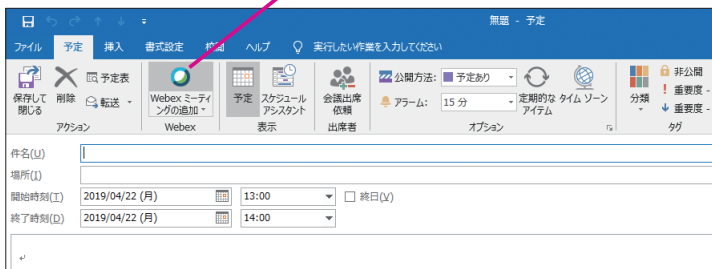 無題 - 予定
ファイル 予定 挿入 書式設定 校閲 ヘルプ 実行したい作業を入力してください
保存して閉じる 削除 予定表 転送 Webex ミーティングの追加 予定 スケジュール アシスタント 会議出席依頼 公開方法: 予定あり アラーム: 15 分 定期的なアイテム タイム ゾーン 分類 非公開 重要度 - 重要度 -
アクション Webex 表示 出席者 オプション タグ
件名(U)
場所(I)
開始時刻(T) 2019/04/22 (月) 13:00 終日(V)
終了時刻(D) 2019/04/22 (月) 14:00